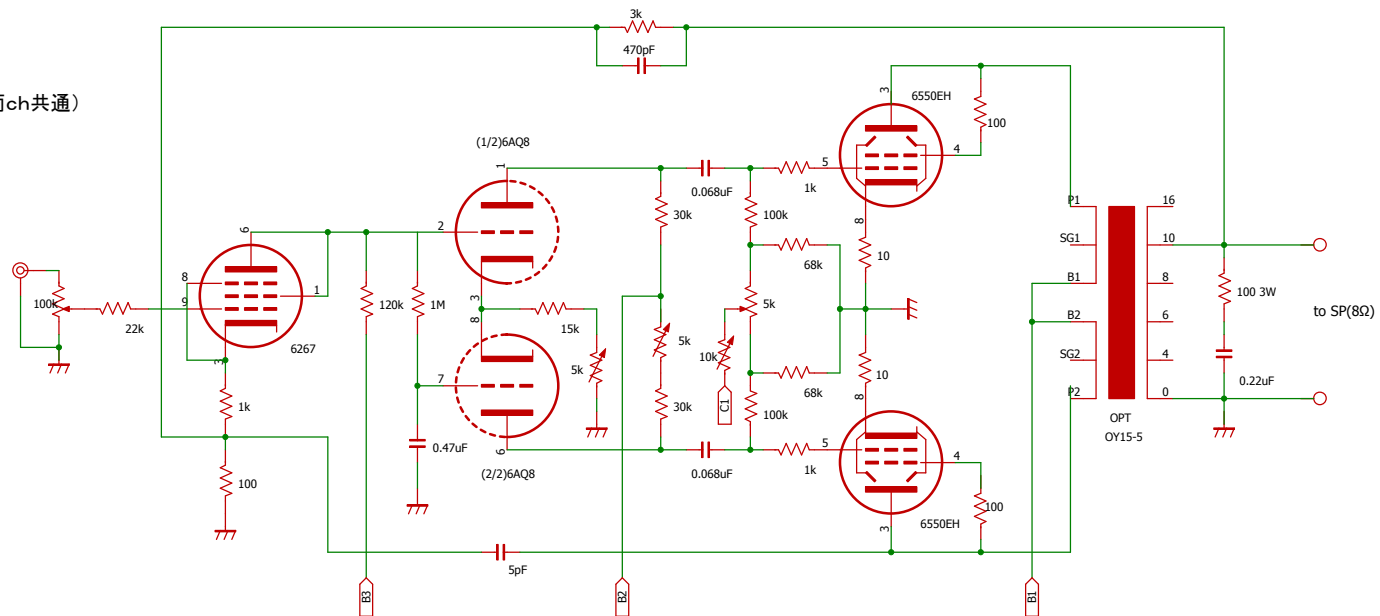 3k
470pF
ch共通）
3
6550EH
100
4
(1/2)6AQ8
1
0.068uF
5
1k
30k
100k
P1
16
6
2
8
SG1
10
68k
10
8
9
1
3
B1
8
100k
120k
1M
15k
5k
100 3W
22k
8
B2
6
to SP(8Ω)
5k
10k
6267
3
5k
SG2
4
7
68k
10
0.22uF
C1
8
P2
0
1k
30k
100k
OPT
OY15-5
0.47uF
6
5
4
(2/2)6AQ8
0.068uF
1k
100
100
6550EH
3
5pF
B3
B2
B1